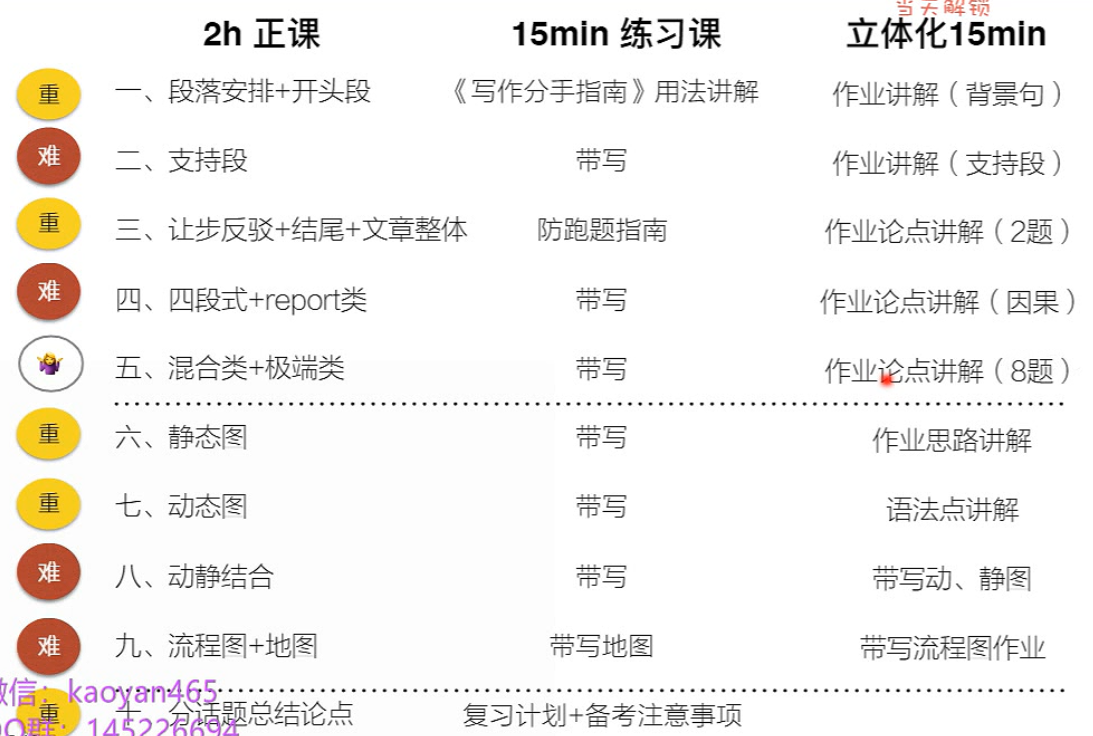 当天解锁
2h 正课 15min 练习课 立体化15min
重 一、段落安排+开头段 《写作分手指南》用法讲解 作业讲解（背景句）
难 二、支持段 带写 作业讲解（支持段）
重 三、让步反驳+结尾+文章整体 防跑题指南 作业论点讲解（2题）
难 四、四段式+report类 带写 作业论点讲解（因果）
五、混合类+极端类 带写 作业论点讲解（8题）
重 六、静态图 带写 作业思路讲解
重 七、动态图 带写 语法点讲解
难 八、动静结合 带写 带写动、静图
难 九、流程图+地图 带写地图 带写流程图作业
微信：kaoyan465
重 十、分话题总结论点 复习计划+备考注意事项
QQ群：145226694